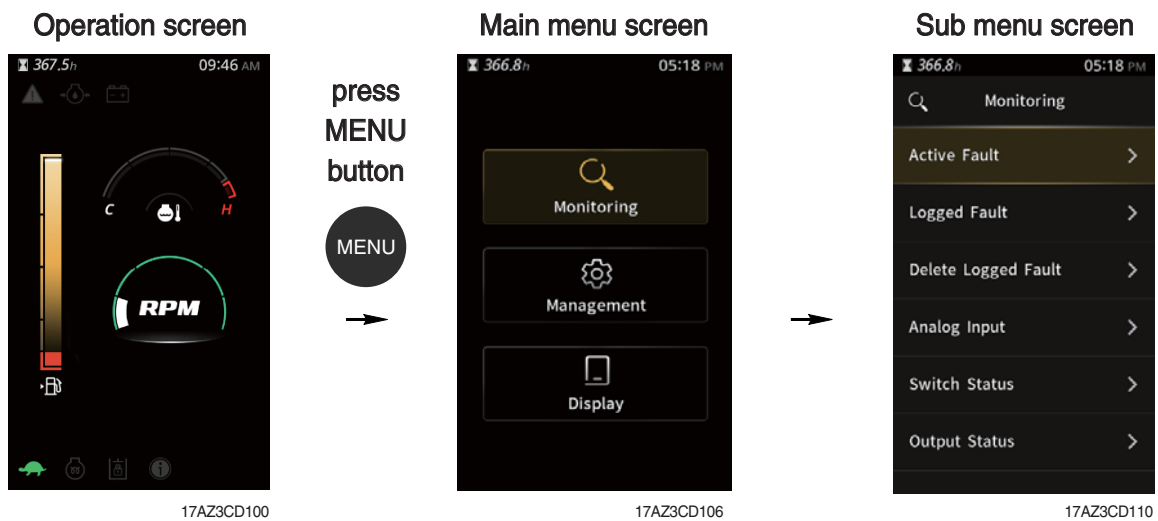 Operation screen
367.5h 09:46 AM
C H
RPM
17AZ3CD100
press
MENU
button
MENU
Main menu screen
366.8h 05:18 PM
Monitoring
Management
Display
17AZ3CD106
Sub menu screen
366.8h 05:18 PM
Monitoring
Active Fault
Logged Fault
Delete Logged Fault
Analog Input
Switch Status
Output Status
17AZ3CD110